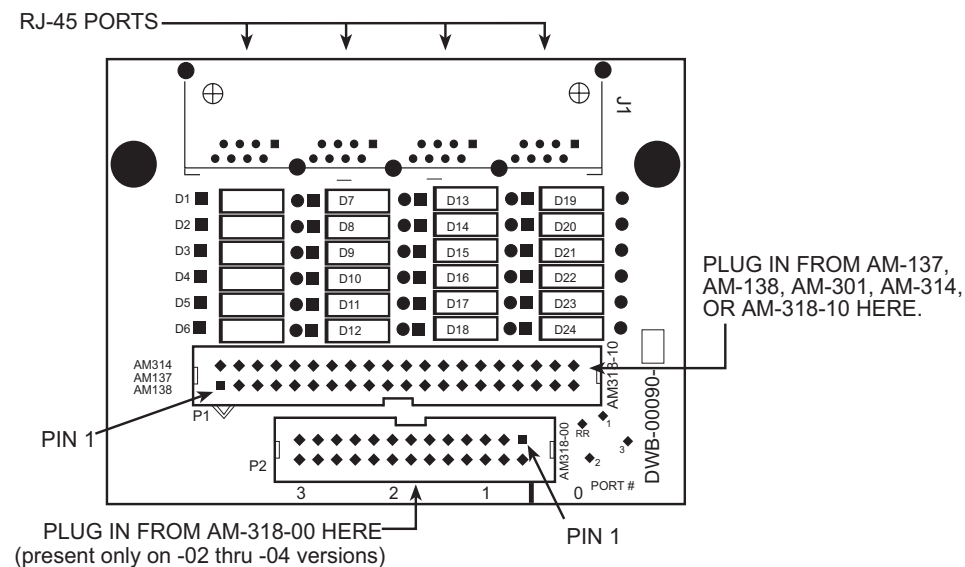 RJ-45 PORTS
J1
D1 D7 D13 D19
D2 D8 D14 D20
D3 D9 D15 D21
D4 D10 D16 D22
D5 D11 D17 D23
D6 D12 D18 D24
PLUG IN FROM AM-137,
AM-138, AM-301, AM-314,
OR AM-318-10 HERE.
AM314
AM137
AM138
AM318-10
P1
PIN 1
P2
AM318-00
RR
1
2
3
PORT #
DWB-00090-
3 2 1 0
PIN 1
PLUG IN FROM AM-318-00 HERE
(present only on -02 thru -04 versions)